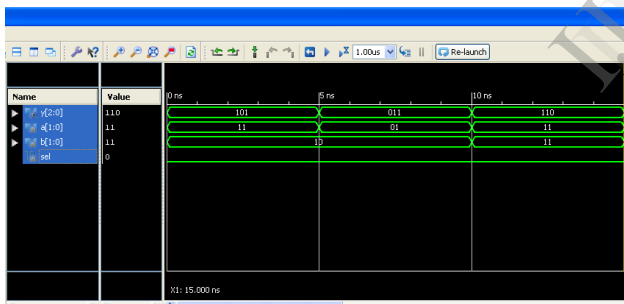 1.00us Re-launch
Name Value 0 ns 5 ns 10 ns
y[2:0] 110 101 011 110
a[1:0] 11 11 01 11
b[1:0] 11 10 11
sel 0
X1: 15.000 ns